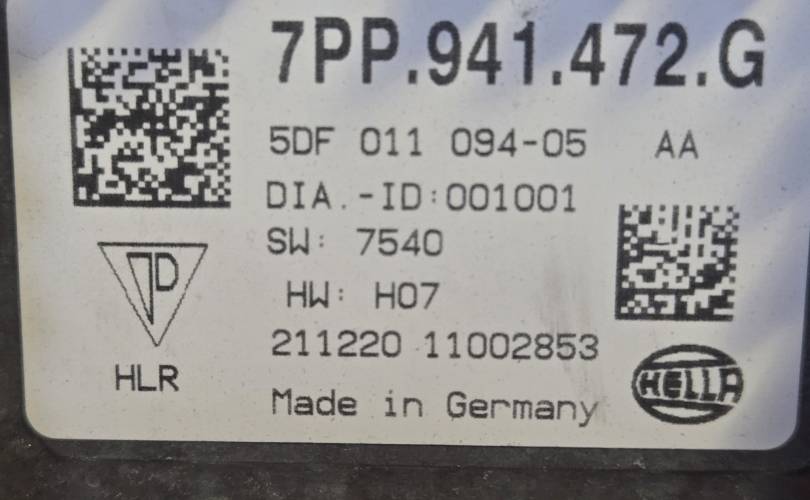 7PP.941.472.G
5DF 011 094-05 AA
DIA.-ID:001001
SW: 7540
HW: H07
211220 11002853
Made in Germany
PD
HLR
HELLA